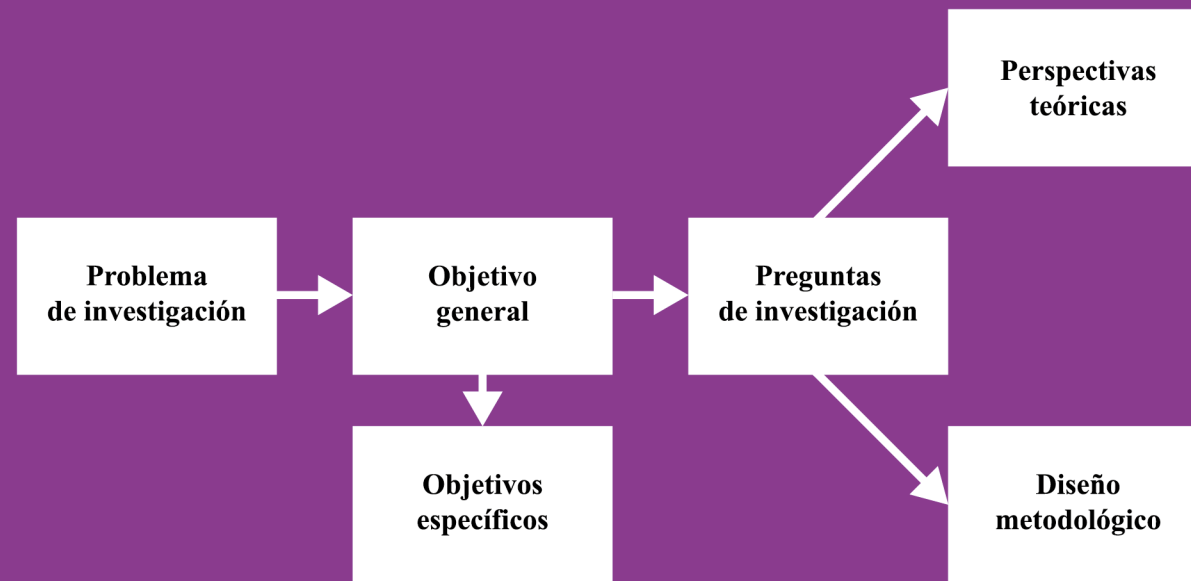 Perspectivas
teóricas
Problema
de investigación
Objetivo
general
Preguntas
de investigación
Objetivos
específicos
Diseño
metodológico